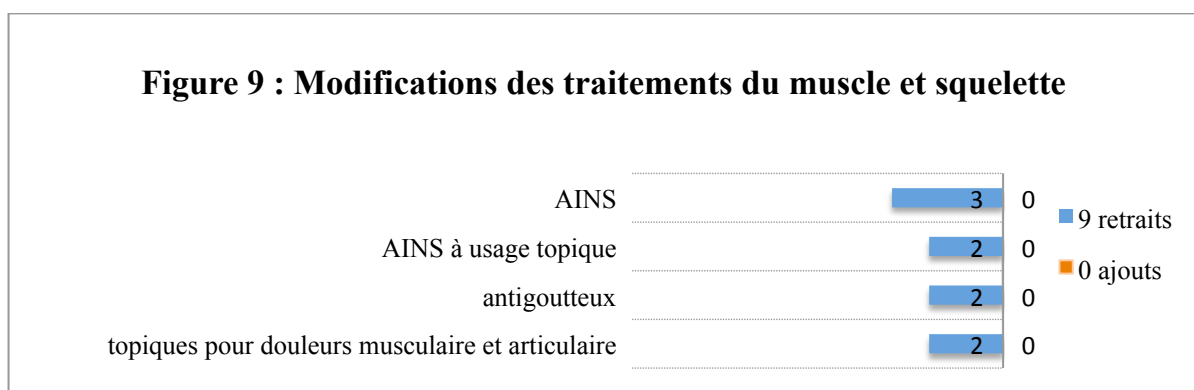 Figure 9 : Modifications des traitements du muscle et squelette
AINS 3 0
AINS à usage topique 2 0
antigoutteux 2 0
topiques pour douleurs musculaire et articulaire 2 0
9 retraits
0 ajouts